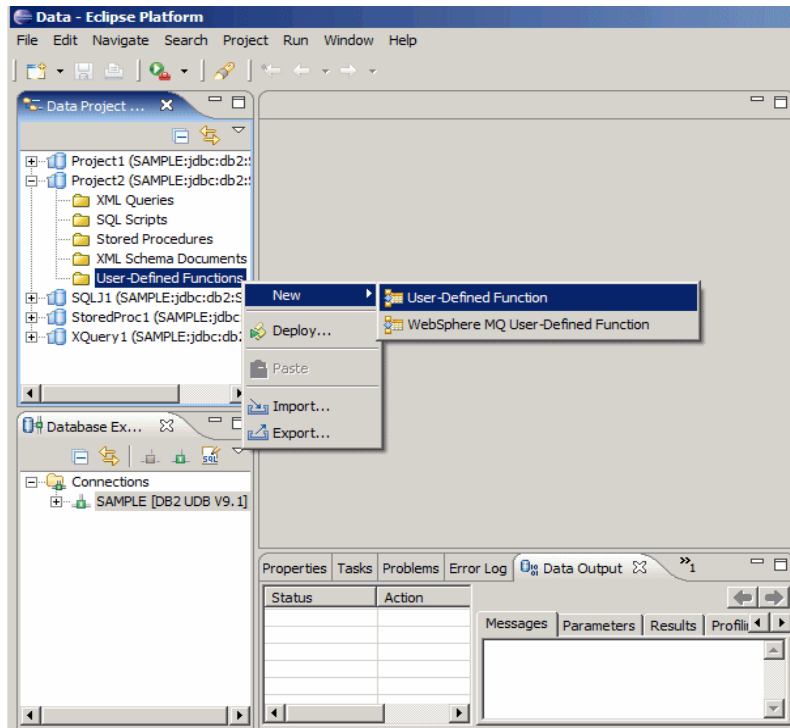 Data - Eclipse Platform
File Edit Navigate Search Project Run Window Help
Data Project ...
Project1 (SAMPLE:jdbc:db2:
Project2 (SAMPLE:jdbc:db2:
XML Queries
SQL Scripts
Stored Procedures
XML Schema Documents
User-Defined Functions
SQLJ1 (SAMPLE:jdbc:db2:S
StoredProc1 (SAMPLE:jdbc
XQuery1 (SAMPLE:jdbc:db:
New
Deploy...
Paste
Import...
Export...
User-Defined Function
WebSphere MQ User-Defined Function
Database Ex...
SQL
Connections
SAMPLE [DB2 UDB V9.1]
Properties Tasks Problems Error Log Data Output »1
Status Action
Messages Parameters Results Profilin